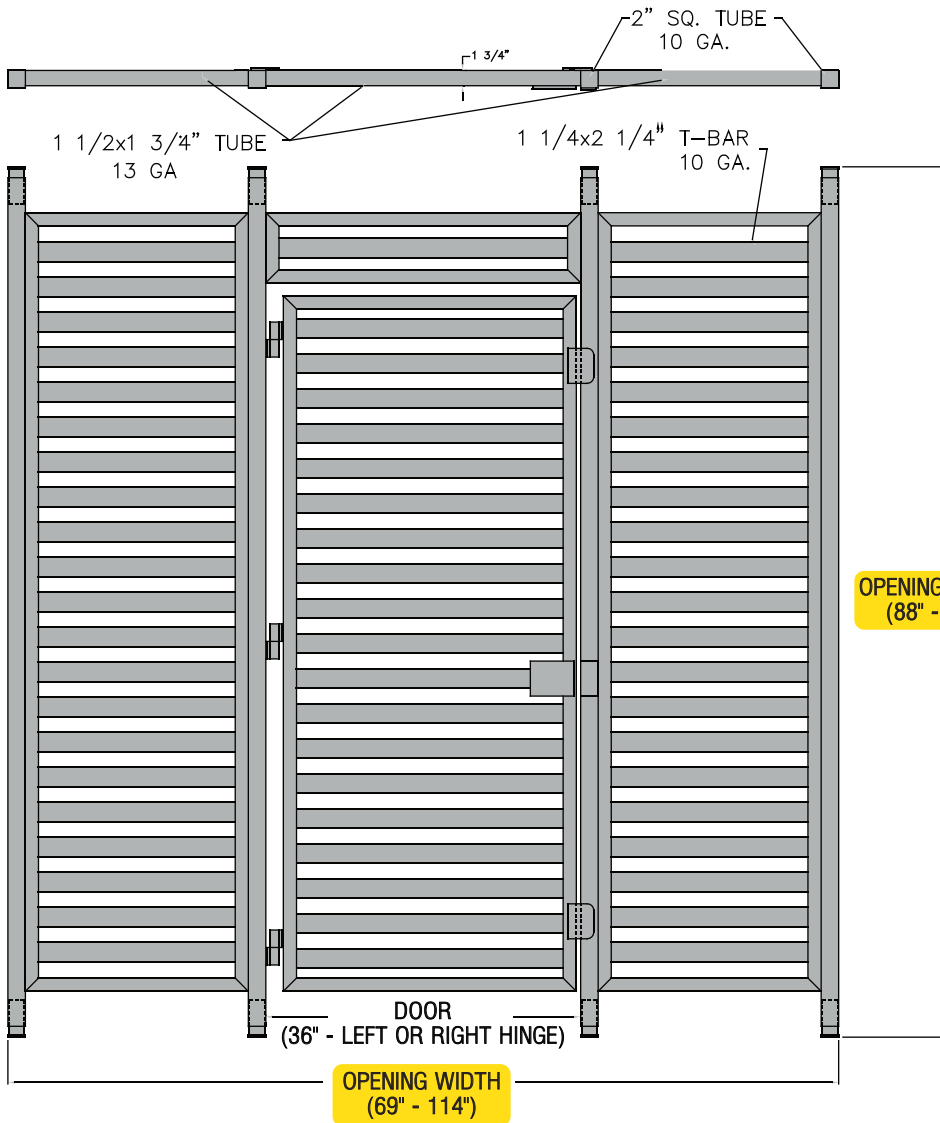 2” SQ. TUBE
10 GA.
1 3/4”
1 1/2x1 3/4” TUBE
13 GA
1 1/4x2 1/4” T-BAR
10 GA.
OPENING
(88" -
DOOR
(36" - LEFT OR RIGHT HINGE)
OPENING WIDTH
(69" - 114")